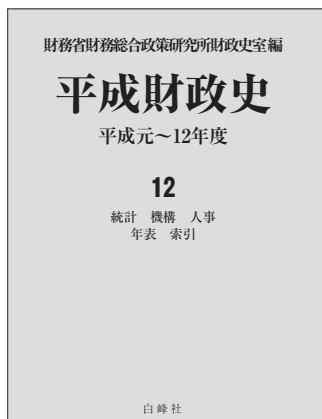 財務省財務総合政策研究所財政史室編
平成財政史
平成元～12年度
12
統計　機構　人事
年表　索引
白峰社